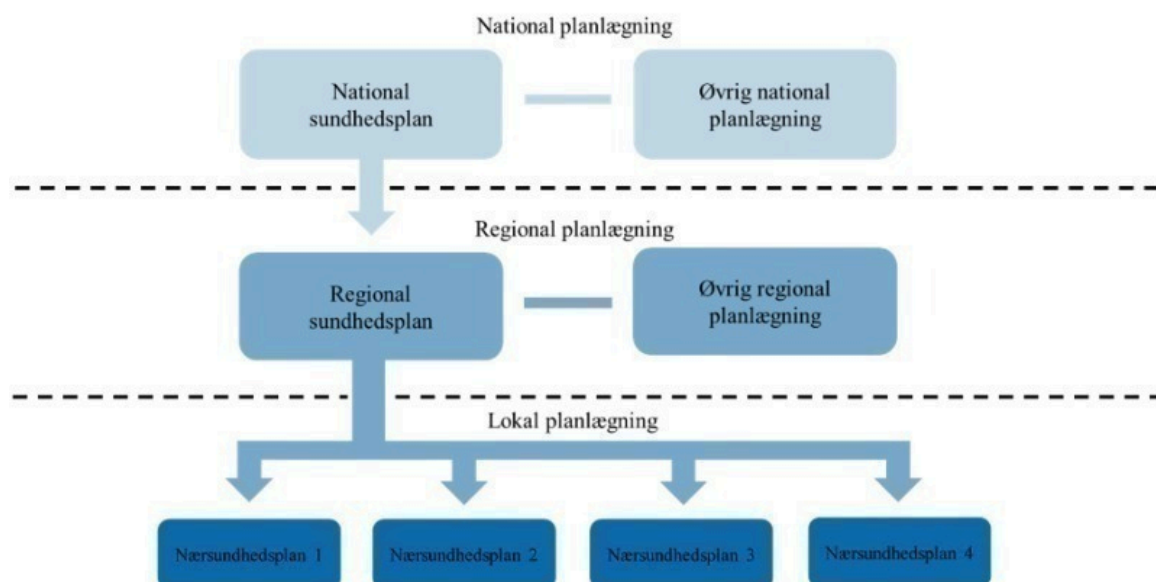 National planlægning
National
sundhedsplan
Øvrig national
planlægning
Regional planlægning
Regional
sundhedsplan
Øvrig regional
planlægning
Lokal planlægning
Nærsundhedsplan 1
Nærsundhedsplan 2
Nærsundhedsplan 3
Nærsundhedsplan 4